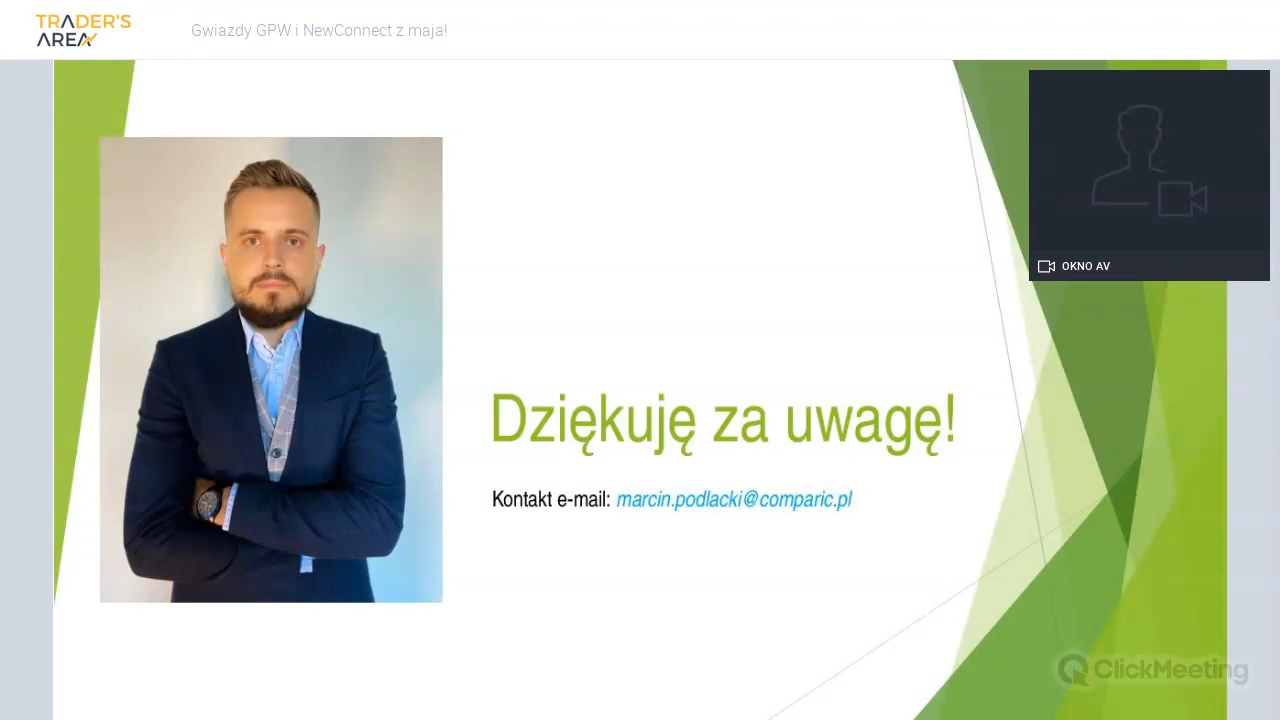 TRADER'S
AREA
Gwiazdy GPW i NewConnect z maja!
OKNO AV
Dziękuję za uwagę!
Kontakt e-mail: marcin.podlacki@comparic.pl
ClickMeeting